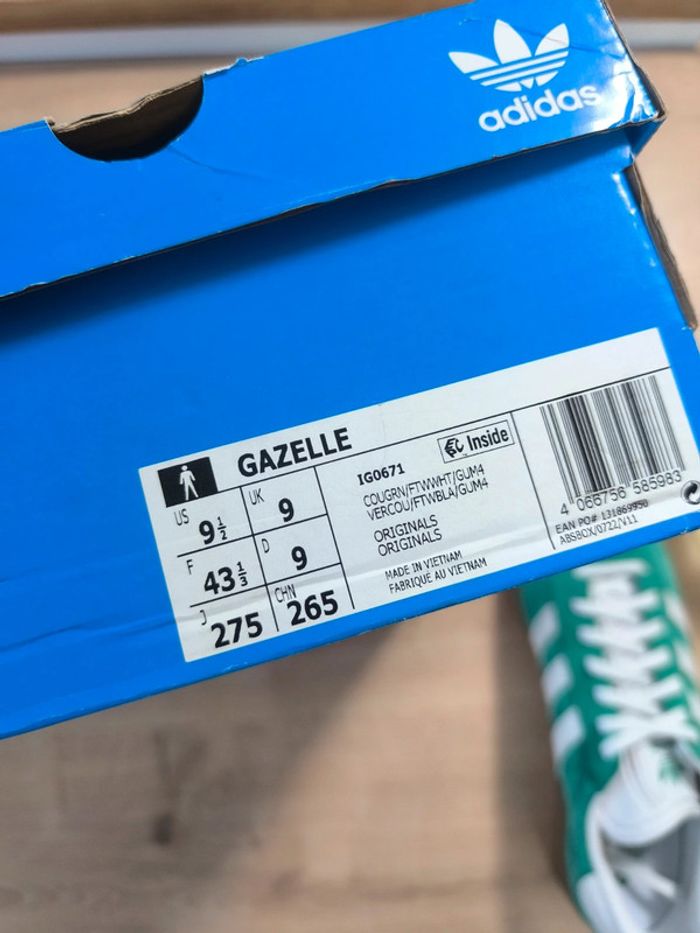 adidas
GAZELLE
EC Inside
US 9½ UK 9
F 43⅓ D 9
J 275 CHN 265
IG0671
COUGRN/FTWWHT/GUM4
VERCOU/FTWBLA/GUM4
ORIGINALS
ORIGINALS
MADE IN VIETNAM
FABRIQUE AU VIETNAM
4 066756 585983
EAN PO# 131869950
ABSBOX/0722/V11